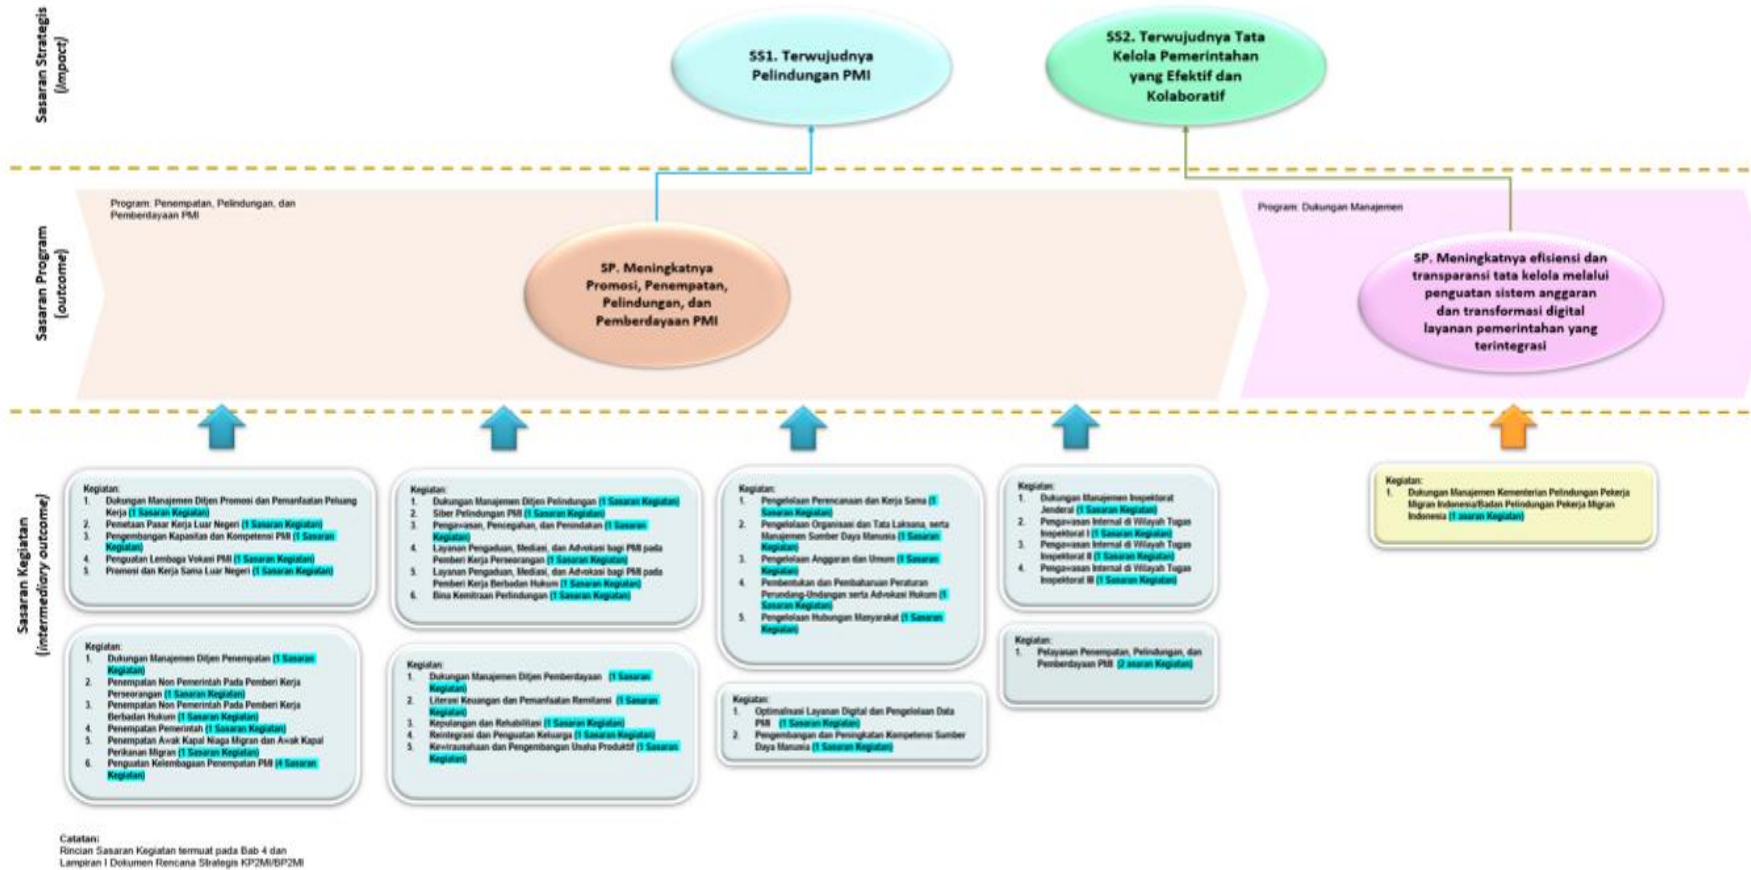 Sasaran Strategis
(Impact)
SS1. Terwujudnya
Pelindungan PMI
SS2. Terwujudnya Tata
Kelola Pemerintahan
yang Efektif dan
Kolaboratif
Sasaran Program
(outcome)
Program: Penempatan, Pelindungan, dan
Pemberdayaan PMI
SP. Meningkatnya
Promosi, Penempatan,
Pelindungan, dan
Pemberdayaan PMI
Program: Dukungan Manajemen
SP. Meningkatnya efisiensi dan
transparansi tata kelola melalui
penguatan sistem anggaran
dan transformasi digital
layanan pemerintahan yang
terintegrasi
Sasaran Kegiatan
(intermediary outcome)
Kegiatan:
1. Dukungan Manajemen Ditjen Promosi dan Pemanfaatan Peluang
Kerja (1 Sasaran Kegiatan)
2. Pemetaan Pasar Kerja Luar Negeri (1 Sasaran Kegiatan)
3. Pengembangan Kapasitas dan Kompetensi PMI (1 Sasaran
Kegiatan)
4. Penguatan Lembaga Vokasi PMI (1 Sasaran Kegiatan)
5. Promosi dan Kerja Sama Luar Negeri (1 Sasaran Kegiatan)
Kegiatan:
1. Dukungan Manajemen Ditjen Penempatan (1 Sasaran
Kegiatan)
2. Penempatan Non Pemerintah Pada Pemberi Kerja
Perseorangan (1 Sasaran Kegiatan)
3. Penempatan Non Pemerintah Pada Pemberi Kerja
Berbadan Hukum (1 Sasaran Kegiatan)
4. Penempatan Pemerintah (1 Sasaran Kegiatan)
5. Penempatan Awak Kapal Niaga Migran dan Awak Kapal
Perikanan Migran (1 Sasaran Kegiatan)
6. Penguatan Kelembagaan Penempatan PMI (4 Sasaran
Kegiatan)
Kegiatan:
1. Dukungan Manajemen Ditjen Pelindungan (1 Sasaran Kegiatan)
2. Siber Pelindungan PMI (1 Sasaran Kegiatan)
3. Pengawasan, Pencegahan, dan Penindakan (1 Sasaran
Kegiatan)
4. Layanan Pengaduan, Mediasi, dan Advokasi bagi PMI pada
Pemberi Kerja Perseorangan (1 Sasaran Kegiatan)
5. Layanan Pengaduan, Mediasi, dan Advokasi bagi PMI pada
Pemberi Kerja Berbadan Hukum (1 Sasaran Kegiatan)
6. Bina Kemitraan Perlindungan (1 Sasaran Kegiatan)
Kegiatan:
1. Dukungan Manajemen Ditjen Pemberdayaan (1 Sasaran
Kegiatan)
2. Literasi Keuangan dan Pemanfaatan Remitansi (1 Sasaran
Kegiatan)
3. Kepulangan dan Rehabilitasi (1 Sasaran Kegiatan)
4. Reintegrasi dan Penguatan Keluarga (1 Sasaran Kegiatan)
5. Kewirausahaan dan Pengembangan Usaha Produktif (1 Sasaran
Kegiatan)
Kegiatan:
1. Pengelolaan Perencanaan dan Kerja Sama (1
Sasaran Kegiatan)
2. Pengelolaan Organisasi dan Tata Laksana, serta
Manajemen Sumber Daya Manusia (1 Sasaran
Kegiatan)
3. Pengelolaan Anggaran dan Umum (1 Sasaran
Kegiatan)
4. Pembentukan dan Pembaharuan Peraturan
Perundang-Undangan serta Advokasi Hukum (1
Sasaran Kegiatan)
5. Pengelolaan Hubungan Masyarakat (1 Sasaran
Kegiatan)
Kegiatan:
1. Optimalisasi Layanan Digital dan Pengelolaan Data
PMI (1 Sasaran Kegiatan)
2. Pengembangan dan Peningkatan Kompetensi Sumber
Daya Manusia (1 Sasaran Kegiatan)
Kegiatan:
1. Dukungan Manajemen Inspektorat
Jenderal (1 Sasaran Kegiatan)
2. Pengawasan Internal di Wilayah Tugas
Inspektorat I (1 Sasaran Kegiatan)
3. Pengawasan Internal di Wilayah Tugas
Inspektorat II (1 Sasaran Kegiatan)
4. Pengawasan Internal di Wilayah Tugas
Inspektorat III (1 Sasaran Kegiatan)
Kegiatan:
1. Pelayanan Penempatan, Pelindungan, dan
Pemberdayaan PMI (2 asaran Kegiatan)
Kegiatan:
1. Dukungan Manajemen Kementerian Pelindungan Pekerja
Migran Indonesia/Badan Pelindungan Pekerja Migran
Indonesia (1 asaran Kegiatan)
Catatan:
Rincian Sasaran Kegiatan termuat pada Bab 4 dan
Lampiran I Dokumen Rencana Strategis KP2MI/BP2MI